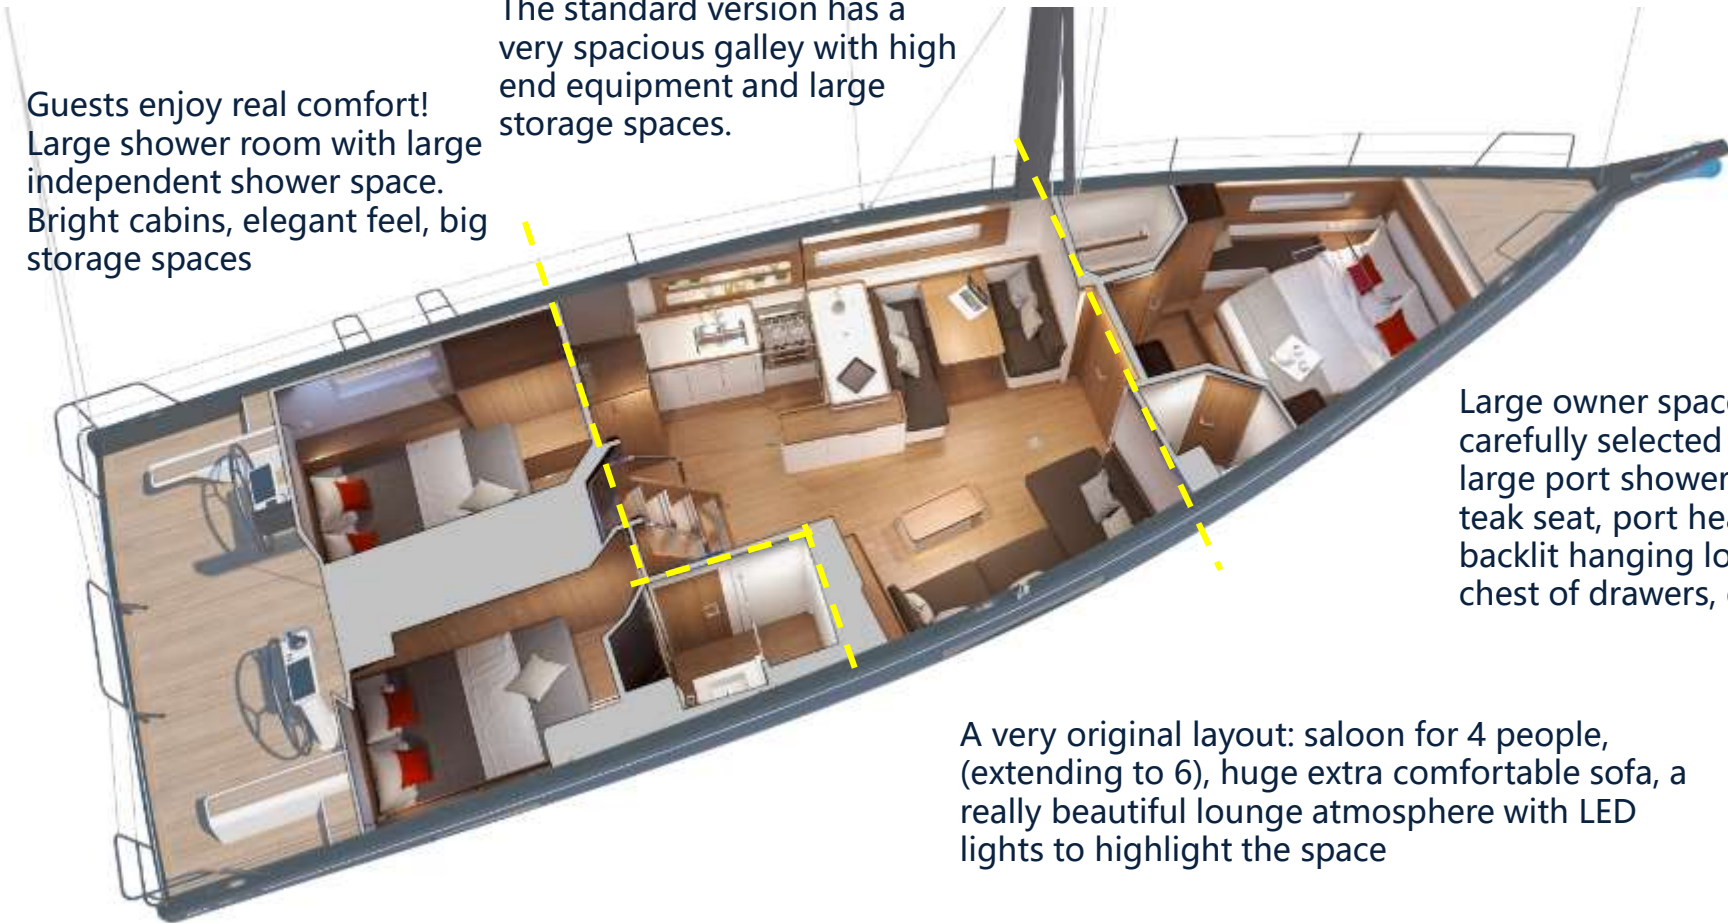 The standard version has a
very spacious galley with high
end equipment and large
storage spaces.
Guests enjoy real comfort!
Large shower room with large
independent shower space.
Bright cabins, elegant feel, big
storage spaces
Large owner space
carefully selected
large port shower
teak seat, port
backlit hanging
chest of drawers,
A very original layout: saloon for 4 people,
(extending to 6), huge extra comfortable sofa, a
really beautiful lounge atmosphere with LED
lights to highlight the space